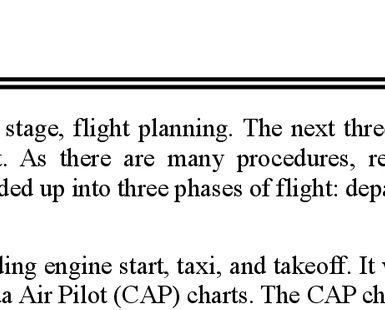 stage, flight planning. The next three
. As there are many procedures, re
ded up into three phases of flight: depa
ding engine start, taxi, and takeoff. It
a Air Pilot (CAP) charts. The CAP ch